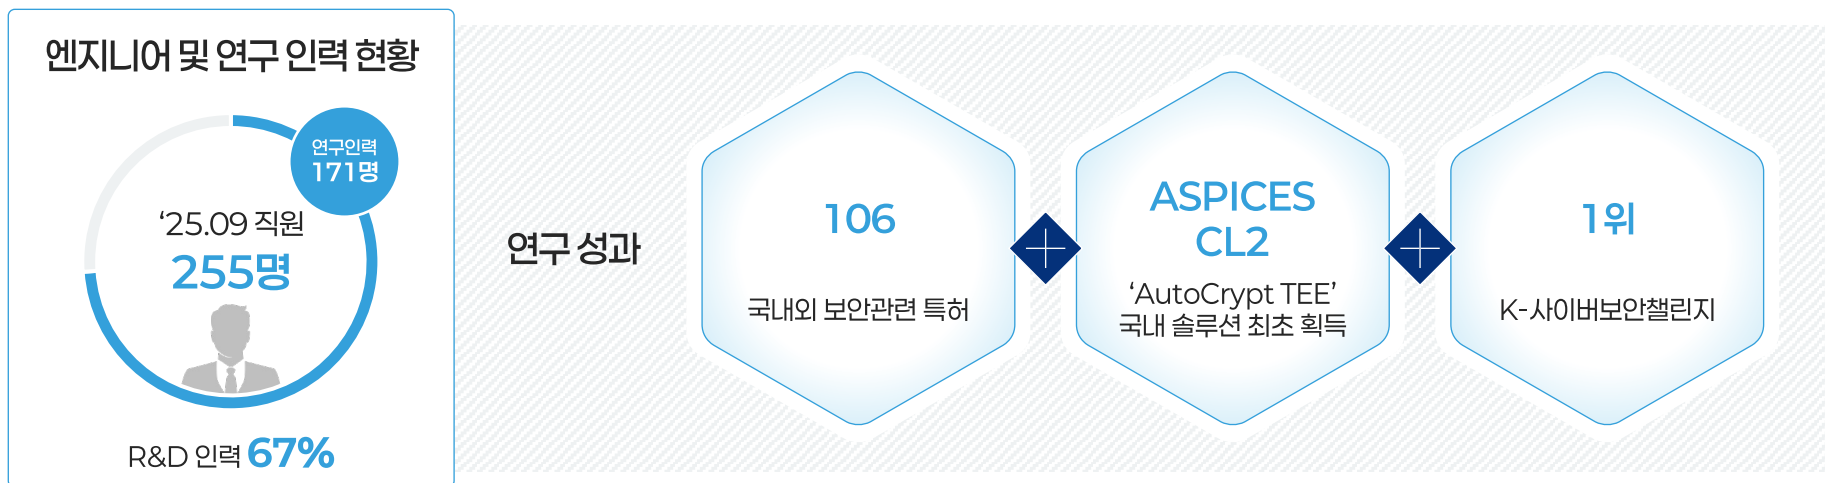 엔지니어 및 연구 인력 현황
연구인력
171명
‘25.09 직원
255명
R&D 인력 67%
연구 성과
106
국내외 보안관련 특허
ASPICES
CL2
‘AutoCrypt TEE’
국내 솔루션 최초 획득
1위
K-사이버보안챌린지